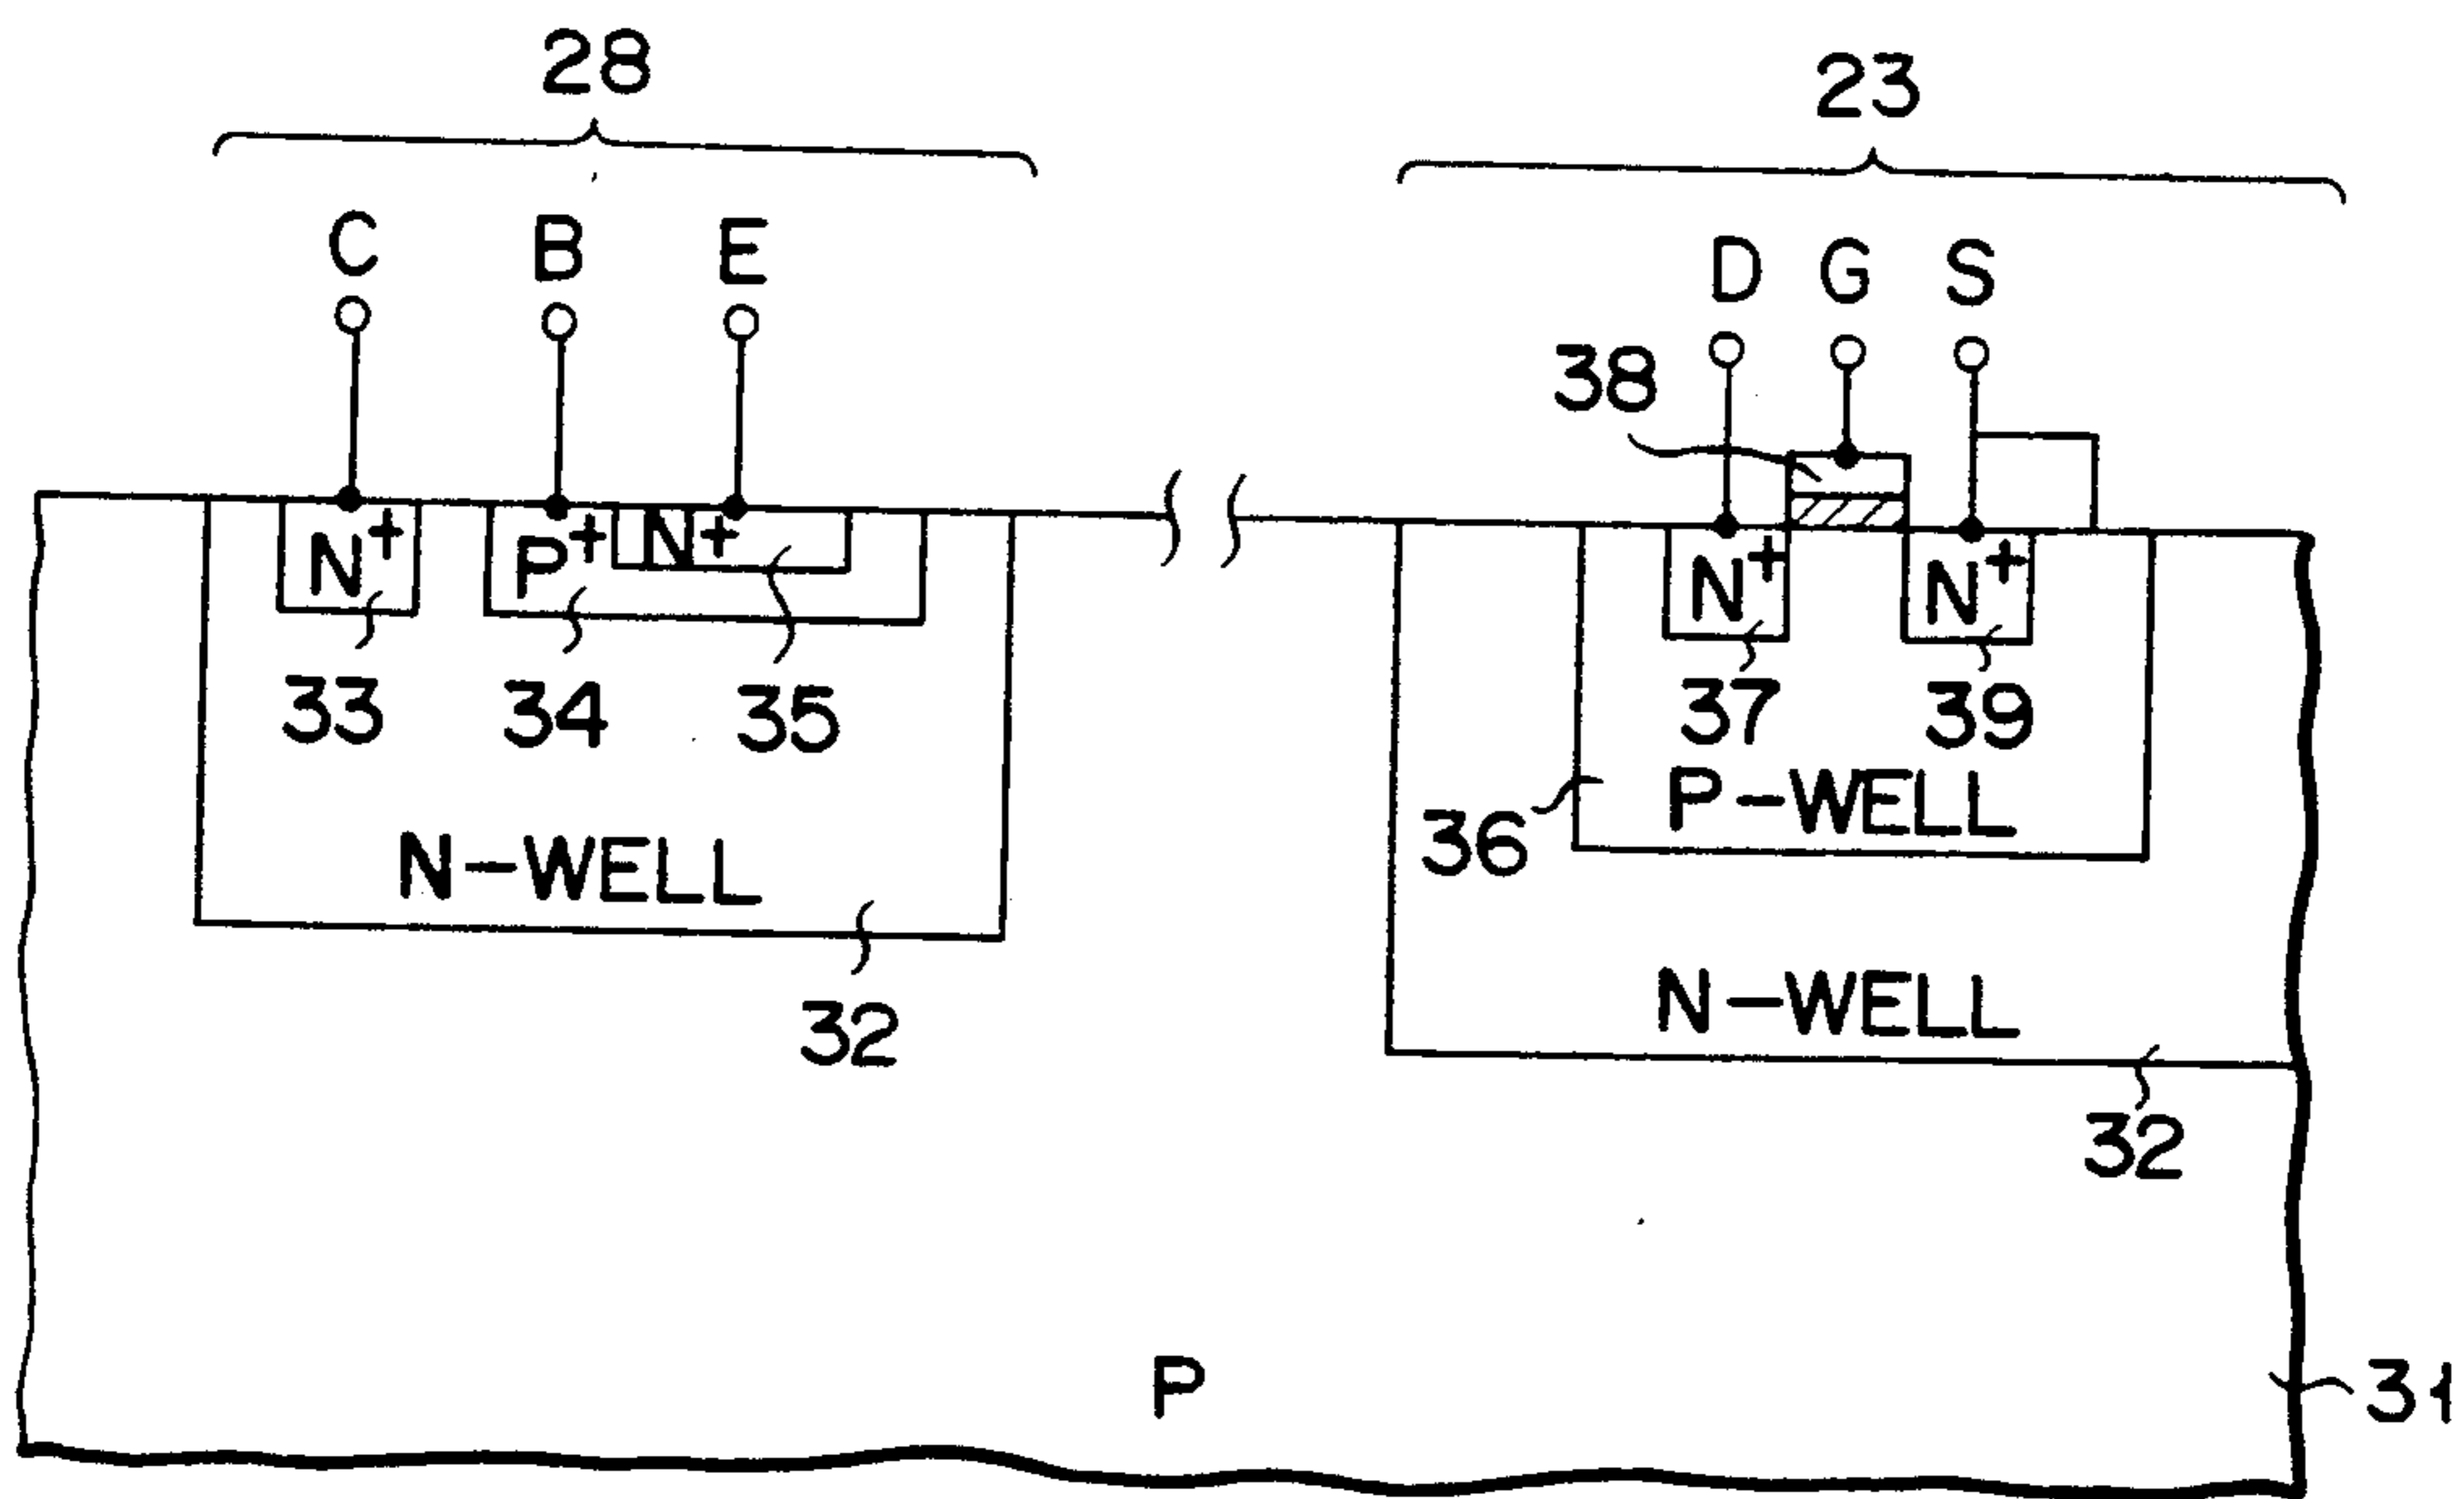 28
23
C B E
D G S
38
N+ P+ N+
N+ N+
33 34 35
37 39
P-WELL
36
N-WELL
32
N-WELL
32
P
31